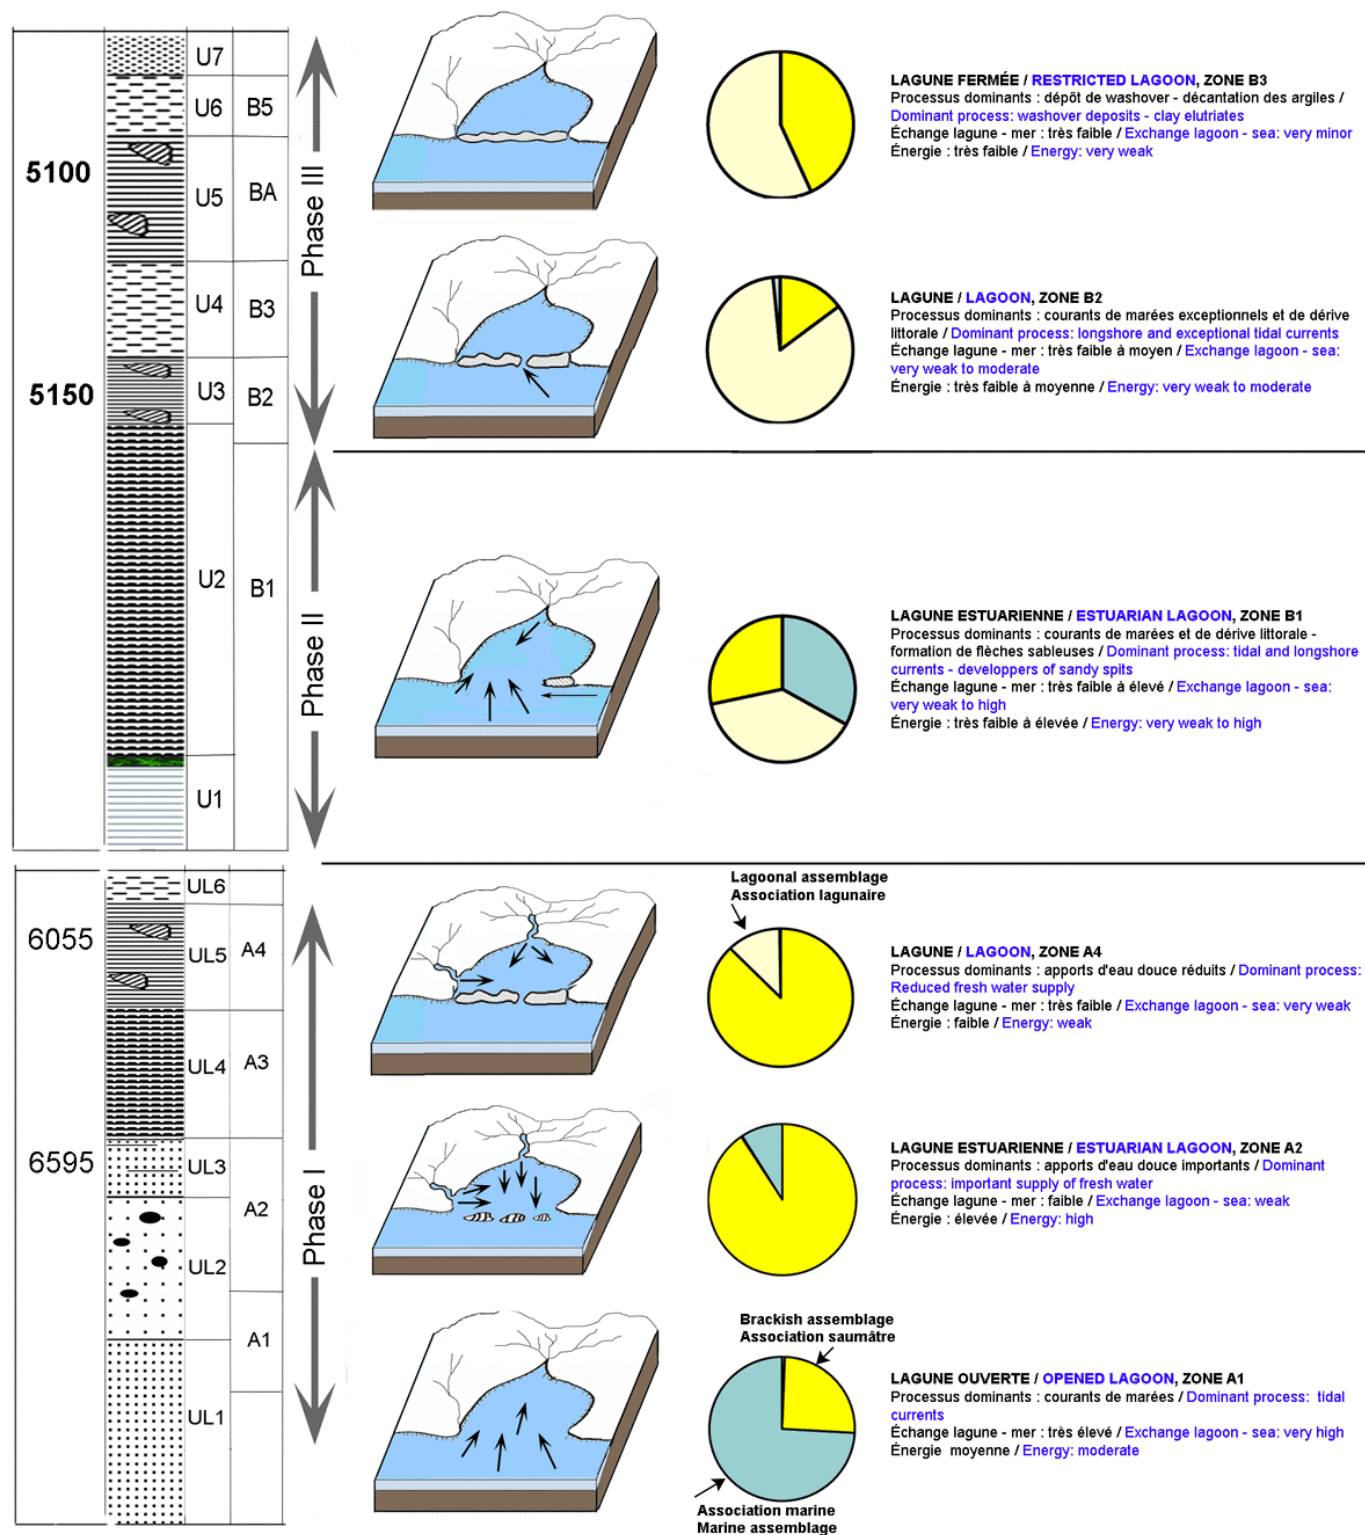 U7
U6
B5
5100
U5
BA
U4
B3
5150
U3
B2
U2
B1
U1
Phase III
Phase II
LAGUNE FERMÉE / RESTRICTED LAGOON, ZONE B3
Processus dominants : dépôt de washover - décantation des argiles /
Dominant process: washover deposits - clay elutriates
Échange lagune - mer : très faible / Exchange lagoon - sea: very minor
Énergie : très faible / Energy: very weak
LAGUNE / LAGOON, ZONE B2
Processus dominants : courants de marées exceptionnels et de dérive
littorale / Dominant process: longshore and exceptional tidal currents
Échange lagune - mer : très faible à moyen / Exchange lagoon - sea:
very weak to moderate
Énergie : très faible à moyenne / Energy: very weak to moderate
LAGUNE ESTUARIENNE / ESTUARIAN LAGOON, ZONE B1
Processus dominants : courants de marées et de dérive littorale -
formation de flèches sableuses / Dominant process: tidal and longshore
currents - developpers of sandy spits
Échange lagune - mer : très faible à élevé / Exchange lagoon - sea:
very weak to high
Énergie : très faible à élevée / Energy: very weak to high
UL6
6055
UL5
A4
UL4
A3
6595
UL3
A2
UL2
A1
UL1
Phase I
Lagoonal assemblage
Association lagunaire
LAGUNE / LAGOON, ZONE A4
Processus dominants : apports d'eau douce réduits / Dominant process:
Reduced fresh water supply
Échange lagune - mer : très faible / Exchange lagoon - sea: very weak
Énergie : faible / Energy: weak
LAGUNE ESTUARIENNE / ESTUARIAN LAGOON, ZONE A2
Processus dominants : apports d'eau douce importants / Dominant
process: important supply of fresh water
Échange lagune - mer : faible / Exchange lagoon - sea: weak
Énergie : élevée / Energy: high
Brackish assemblage
Association saumâtre
LAGUNE OUVERTE / OPENED LAGOON, ZONE A1
Processus dominants : courants de marées / Dominant process: tidal
currents
Échange lagune - mer : très élevé / Exchange lagoon - sea: very high
Énergie moyenne / Energy: moderate
Association marine
Marine assemblage